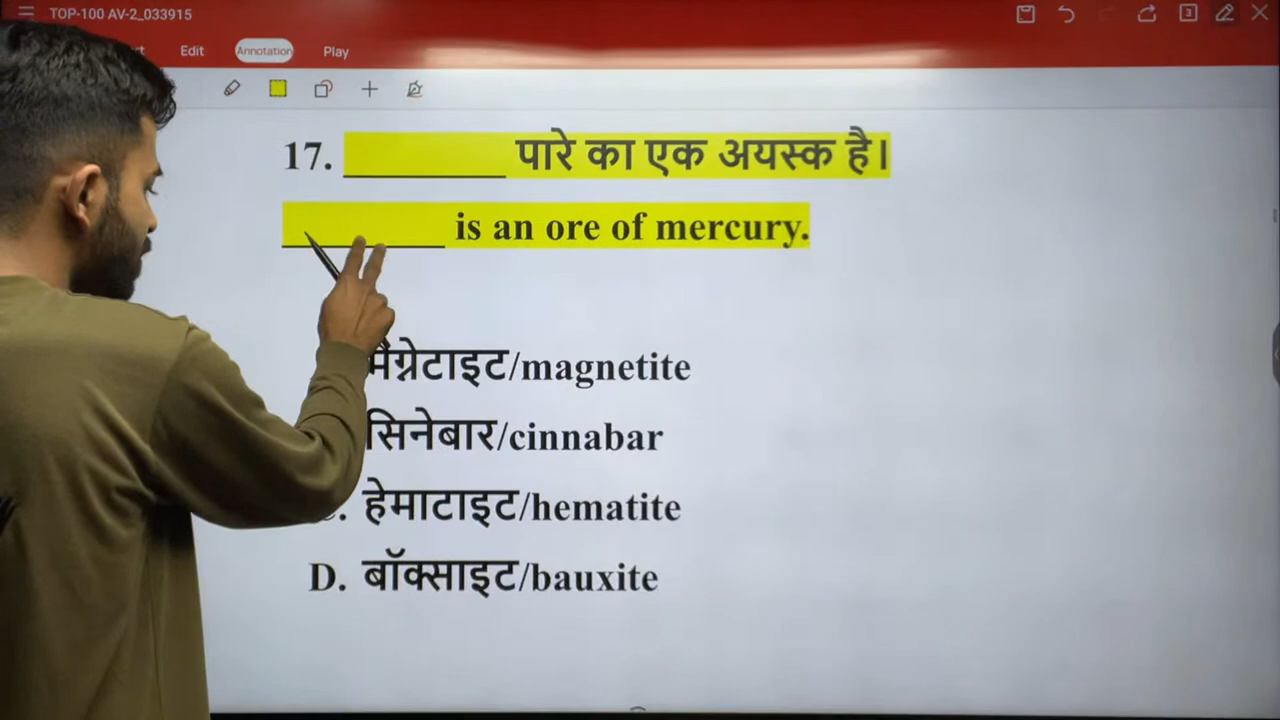 TOP-100 AV-2_033915
Edit Annotation Play
3
17. ________ पारे का एक अयस्क है।
________ is an ore of mercury.
मैग्नेटाइट/magnetite
सिनेबार/cinnabar
हेमाटाइट/hematite
D. बॉक्साइट/bauxite